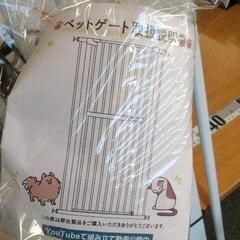 ペットゲート取扱説明書
この度は弊社製品をご購入いただき
ありがとうございます。
YouTubeで組み立て動画公開中
40